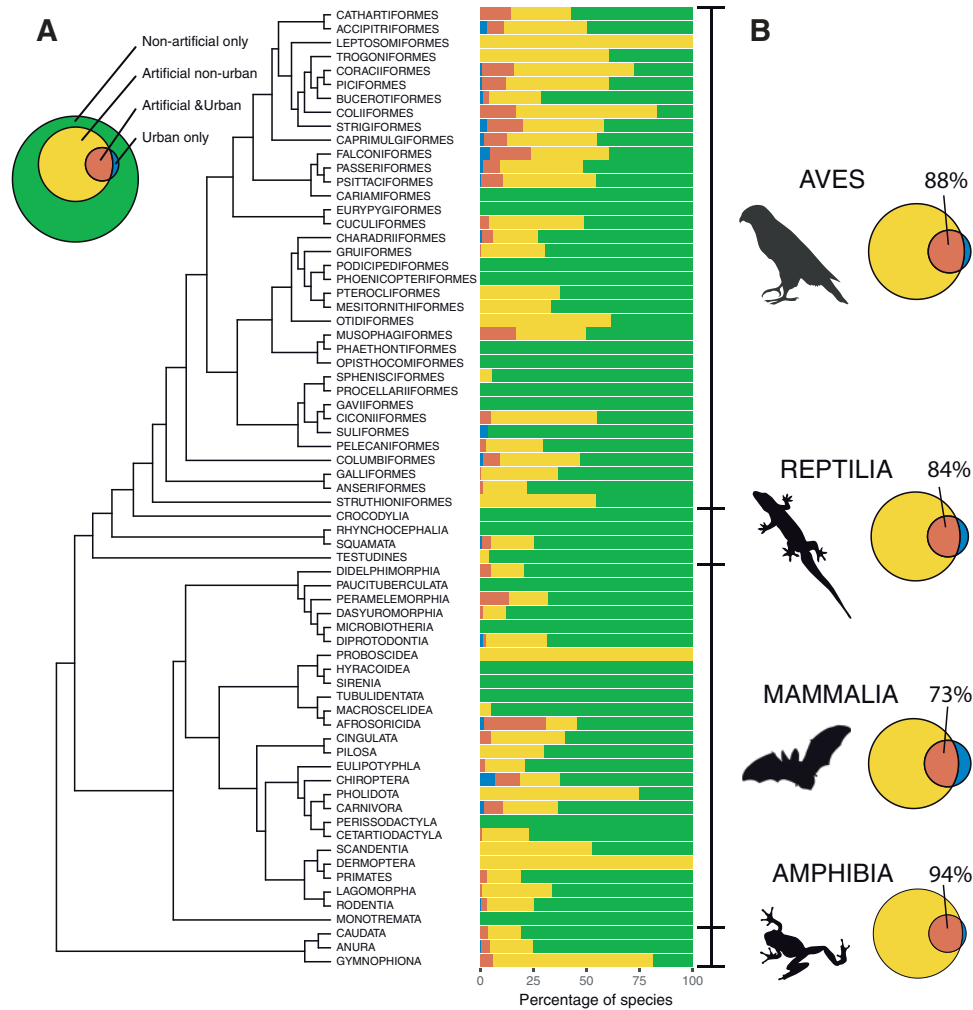 A
Non-artificial only
Artificial non-urban
Artificial &Urban
Urban only
CATHARTIFORMES
ACCIPITRIFORMES
LEPTOSOMIFORMES
TROGONIFORMES
CORACIIFORMES
PICIFORMES
BUCEROTIFORMES
COLIIFORMES
STRIGIFORMES
CAPRIMULGIFORMES
FALCONIFORMES
PASSERIFORMES
PSITTACIFORMES
CARIAMIFORMES
EURYPYGIFORMES
CUCULIFORMES
CHARADRIIFORMES
GRUIFORMES
PODICIPEDIFORMES
PHOENICOPTERIFORMES
PTEROCLIFORMES
MESITORNITHIFORMES
OTIDIFORMES
MUSOPHAGIFORMES
PHAETHONTIFORMES
OPISTHOCOMIFORMES
SPHENISCIFORMES
PROCELLARIIFORMES
GAVIIFORMES
CICONIIFORMES
SULIFORMES
PELECANIFORMES
COLUMBIFORMES
GALLIFORMES
ANSERIFORMES
STRUTHIONIFORMES
CROCODYLIA
RHYNCHOCEPHALIA
SQUAMATA
TESTUDINES
DIDELPHIMORPHIA
PAUCITUBERCULATA
PERAMELEMORPHIA
DASYUROMORPHIA
MICROBIOTHERIA
DIPROTODONTIA
PROBOSCIDEA
HYRACOIDEA
SIRENIA
TUBULIDENTATA
MACROSCELIDEA
AFROSORICIDA
CINGULATA
PILOSA
EULIPOTYPHLA
CHIROPTERA
PHOLIDOTA
CARNIVORA
PERISSODACTYLA
CETARTIODACTYLA
SCANDENTIA
DERMOPTERA
PRIMATES
LAGOMORPHA
RODENTIA
MONOTREMATA
CAUDATA
ANURA
GYMNOPHIONA
0 25 50 75 100
Percentage of species
B
AVES
88%
REPTILIA
84%
MAMMALIA
73%
AMPHIBIA
94%